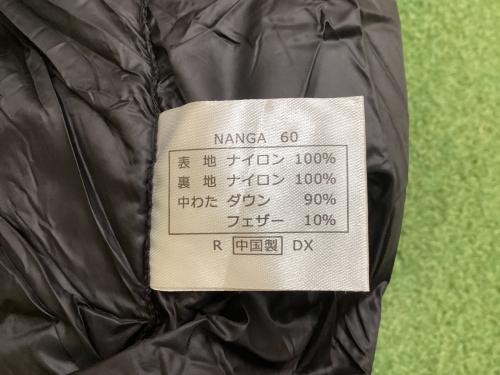 NANGA 60
表地 ナイロン 100%
裏地 ナイロン 100%
中わた ダウン 90%
フェザー 10%
R 中国製 DX